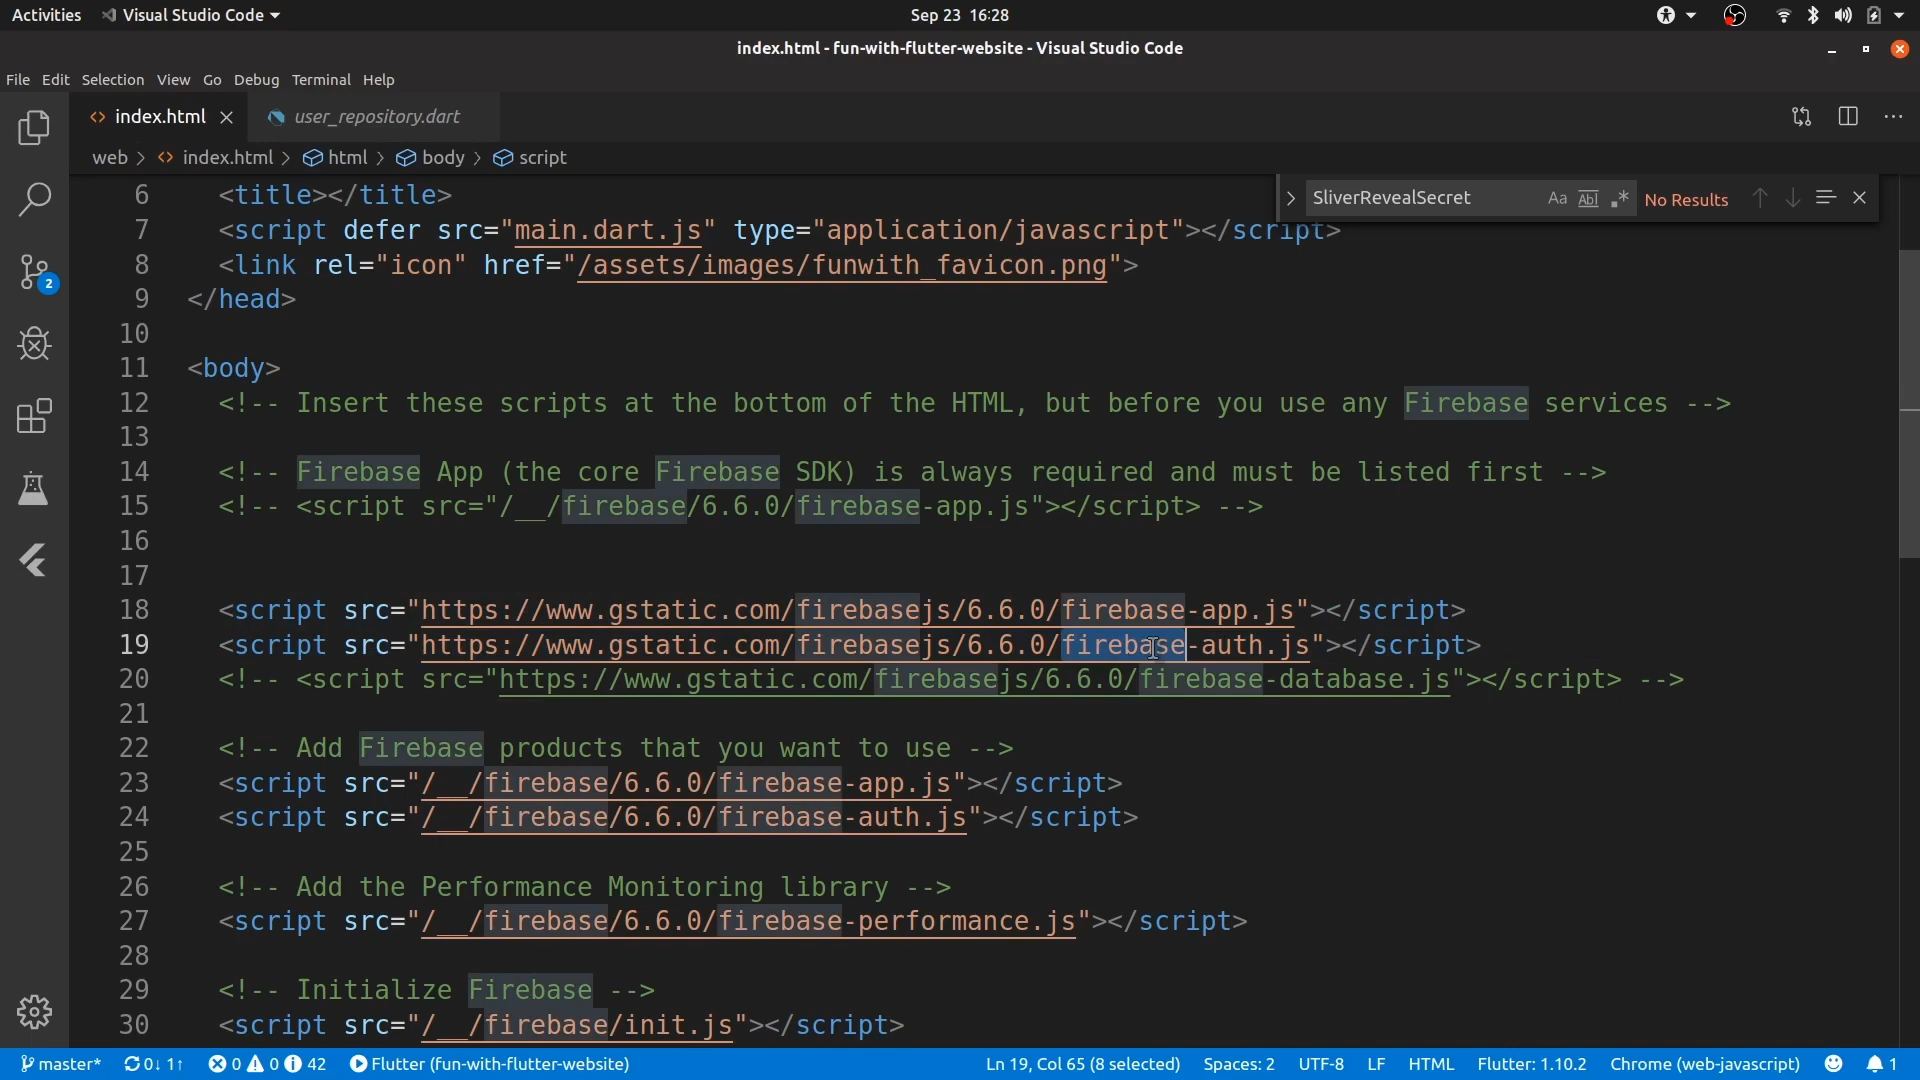 Activities Visual Studio Code Sep 23 16:28
index.html - fun-with-flutter-website - Visual Studio Code
File Edit Selection View Go Debug Terminal Help
<> index.html user_repository.dart
web > <> index.html > html > body > script
SliverRevealSecret Aa Abl .* No Results
6 <title></title>
7 <script defer src="main.dart.js" type="application/javascript"></script>
8 <link rel="icon" href="/assets/images/funwith_favicon.png">
9 </head>
10
11 <body>
12 <!-- Insert these scripts at the bottom of the HTML, but before you use any Firebase services -->
13
14 <!-- Firebase App (the core Firebase SDK) is always required and must be listed first -->
15 <!-- <script src="/__/firebase/6.6.0/firebase-app.js"></script> -->
16
17
18 <script src="https://www.gstatic.com/firebasejs/6.6.0/firebase-app.js"></script>
19 <script src="https://www.gstatic.com/firebasejs/6.6.0/firebase-auth.js"></script>
20 <!-- <script src="https://www.gstatic.com/firebasejs/6.6.0/firebase-database.js"></script> -->
21
22 <!-- Add Firebase products that you want to use -->
23 <script src="/__/firebase/6.6.0/firebase-app.js"></script>
24 <script src="/__/firebase/6.6.0/firebase-auth.js"></script>
25
26 <!-- Add the Performance Monitoring library -->
27 <script src="/__/firebase/6.6.0/firebase-performance.js"></script>
28
29 <!-- Initialize Firebase -->
30 <script src="/__/firebase/init.js"></script>
2
master* 0↓ 1↑ 0 0 42 Flutter (fun-with-flutter-website) Ln 19, Col 65 (8 selected) Spaces: 2 UTF-8 LF HTML Flutter: 1.10.2 Chrome (web-javascript) 1